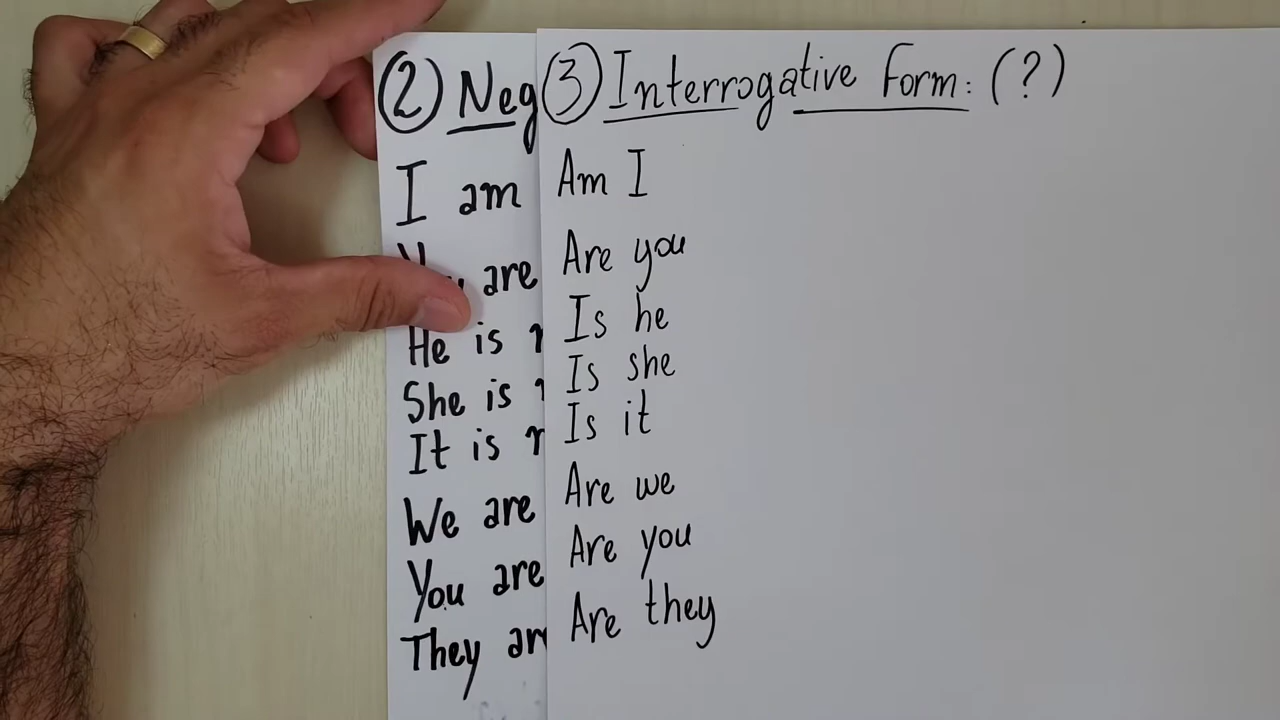 ② Neg
I am
are
He is
She is
It is
We are
You are
They
③ Interrogative Form: (?)
Am I
Are you
Is he
Is she
Is it
Are we
Are you
Are they